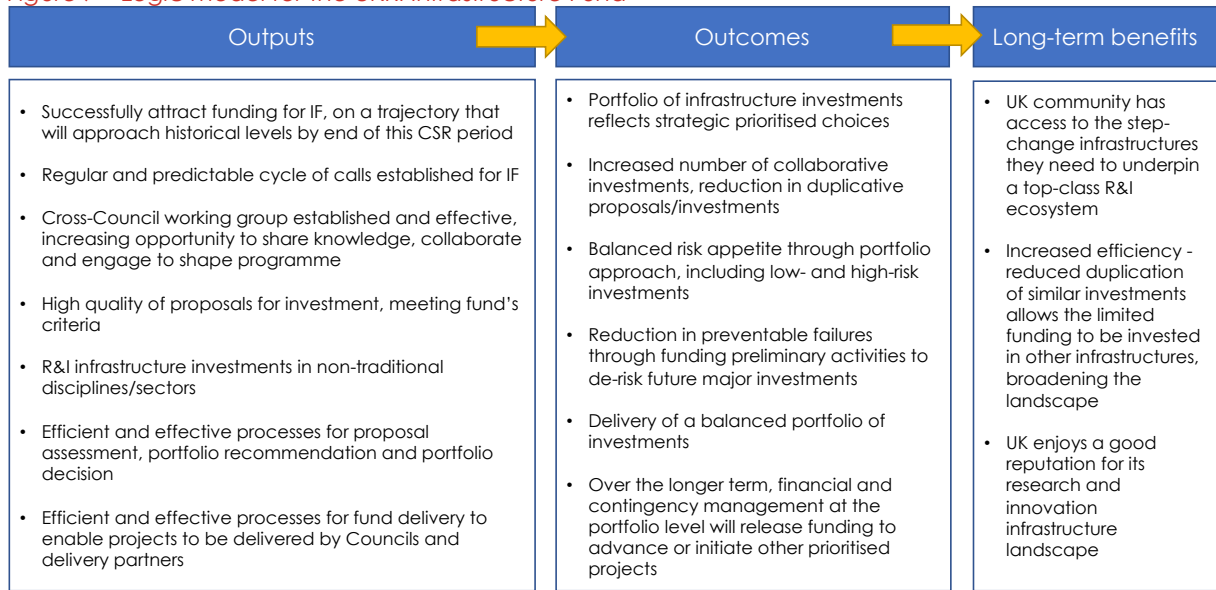 Outputs
Outcomes
Long-term benefits
• Successfully attract funding for IF, on a trajectory that
will approach historical levels by end of this CSR period
• Regular and predictable cycle of calls established for IF
• Cross-Council working group established and effective,
increasing opportunity to share knowledge, collaborate
and engage to shape programme
• High quality of proposals for investment, meeting fund's
criteria
• R&I infrastructure investments in non-traditional
disciplines/sectors
• Efficient and effective processes for proposal
assessment, portfolio recommendation and portfolio
decision
• Efficient and effective processes for fund delivery to
enable projects to be delivered by Councils and
delivery partners
• Portfolio of infrastructure investments
reflects strategic prioritised choices
• Increased number of collaborative
investments, reduction in duplicative
proposals/investments
• Balanced risk appetite through portfolio
approach, including low- and high-risk
investments
• Reduction in preventable failures
through funding preliminary activities to
de-risk future major investments
• Delivery of a balanced portfolio of
investments
• Over the longer term, financial and
contingency management at the
portfolio level will release funding to
advance or initiate other prioritised
projects
• UK community has
access to the step-
change infrastructures
they need to underpin
a top-class R&I
ecosystem
• Increased efficiency -
reduced duplication
of similar investments
allows the limited
funding to be invested
in other infrastructures,
broadening the
landscape
• UK enjoys a good
reputation for its
research and
innovation
infrastructure
landscape